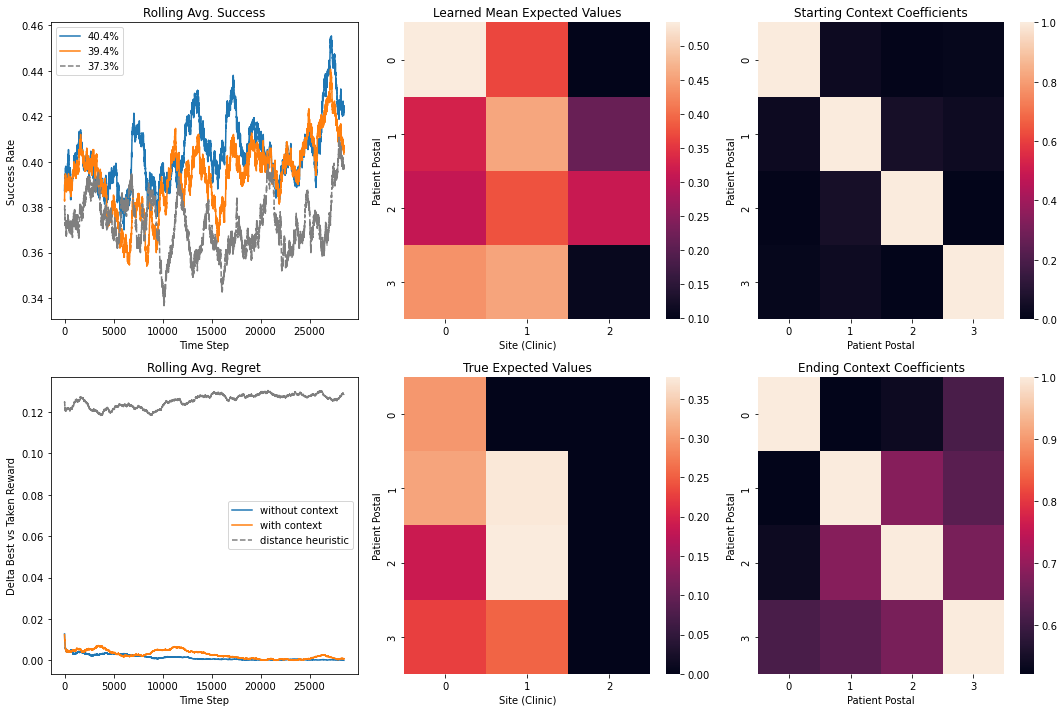 Rolling Avg. Success
40.4%
39.4%
37.3%
0.46
0.44
0.42
0.40
0.38
0.36
0.34
Success Rate
0 5000 10000 15000 20000 25000
Time Step
Learned Mean Expected Values
0
1
2
3
Patient Postal
0 1 2
Site (Clinic)
0.50
0.45
0.40
0.35
0.30
0.25
0.20
0.15
0.10
Starting Context Coefficients
0
1
2
3
Patient Postal
0 1 2 3
Patient Postal
1.0
0.8
0.6
0.4
0.2
0.0
Rolling Avg. Regret
0.12
0.10
0.08
0.06
0.04
0.02
0.00
Delta Best vs Taken Reward
without context
with context
distance heuristic
0 5000 10000 15000 20000 25000
Time Step
True Expected Values
0
1
2
3
Patient Postal
0 1 2
Site (Clinic)
0.35
0.30
0.25
0.20
0.15
0.10
0.05
0.00
Ending Context Coefficients
0
1
2
3
Patient Postal
0 1 2 3
Patient Postal
1.0
0.9
0.8
0.7
0.6